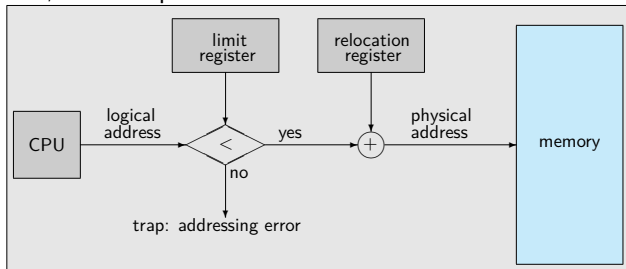 limit
register
relocation
register
CPU
logical
address
<
yes
+
physical
address
memory
no
trap: addressing error